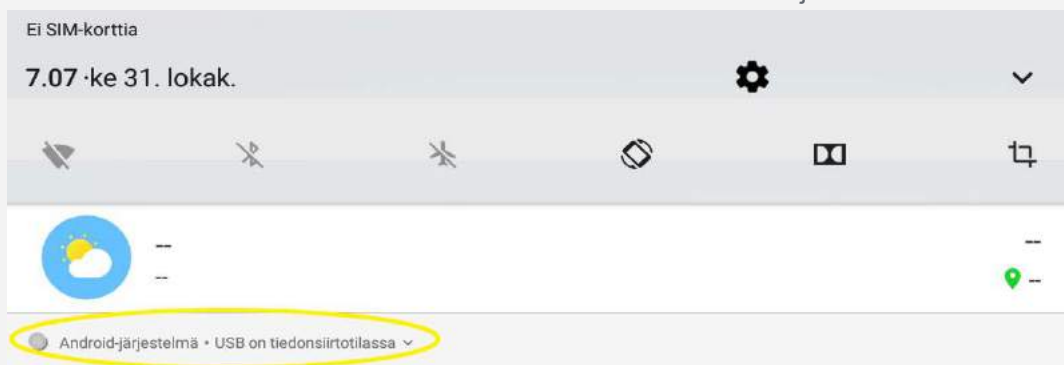 Ei SIM-korttia
7.07 ·ke 31. lokak.
--
--
--
--
Android-järjestelmä • USB on tiedonsiirtotilassa